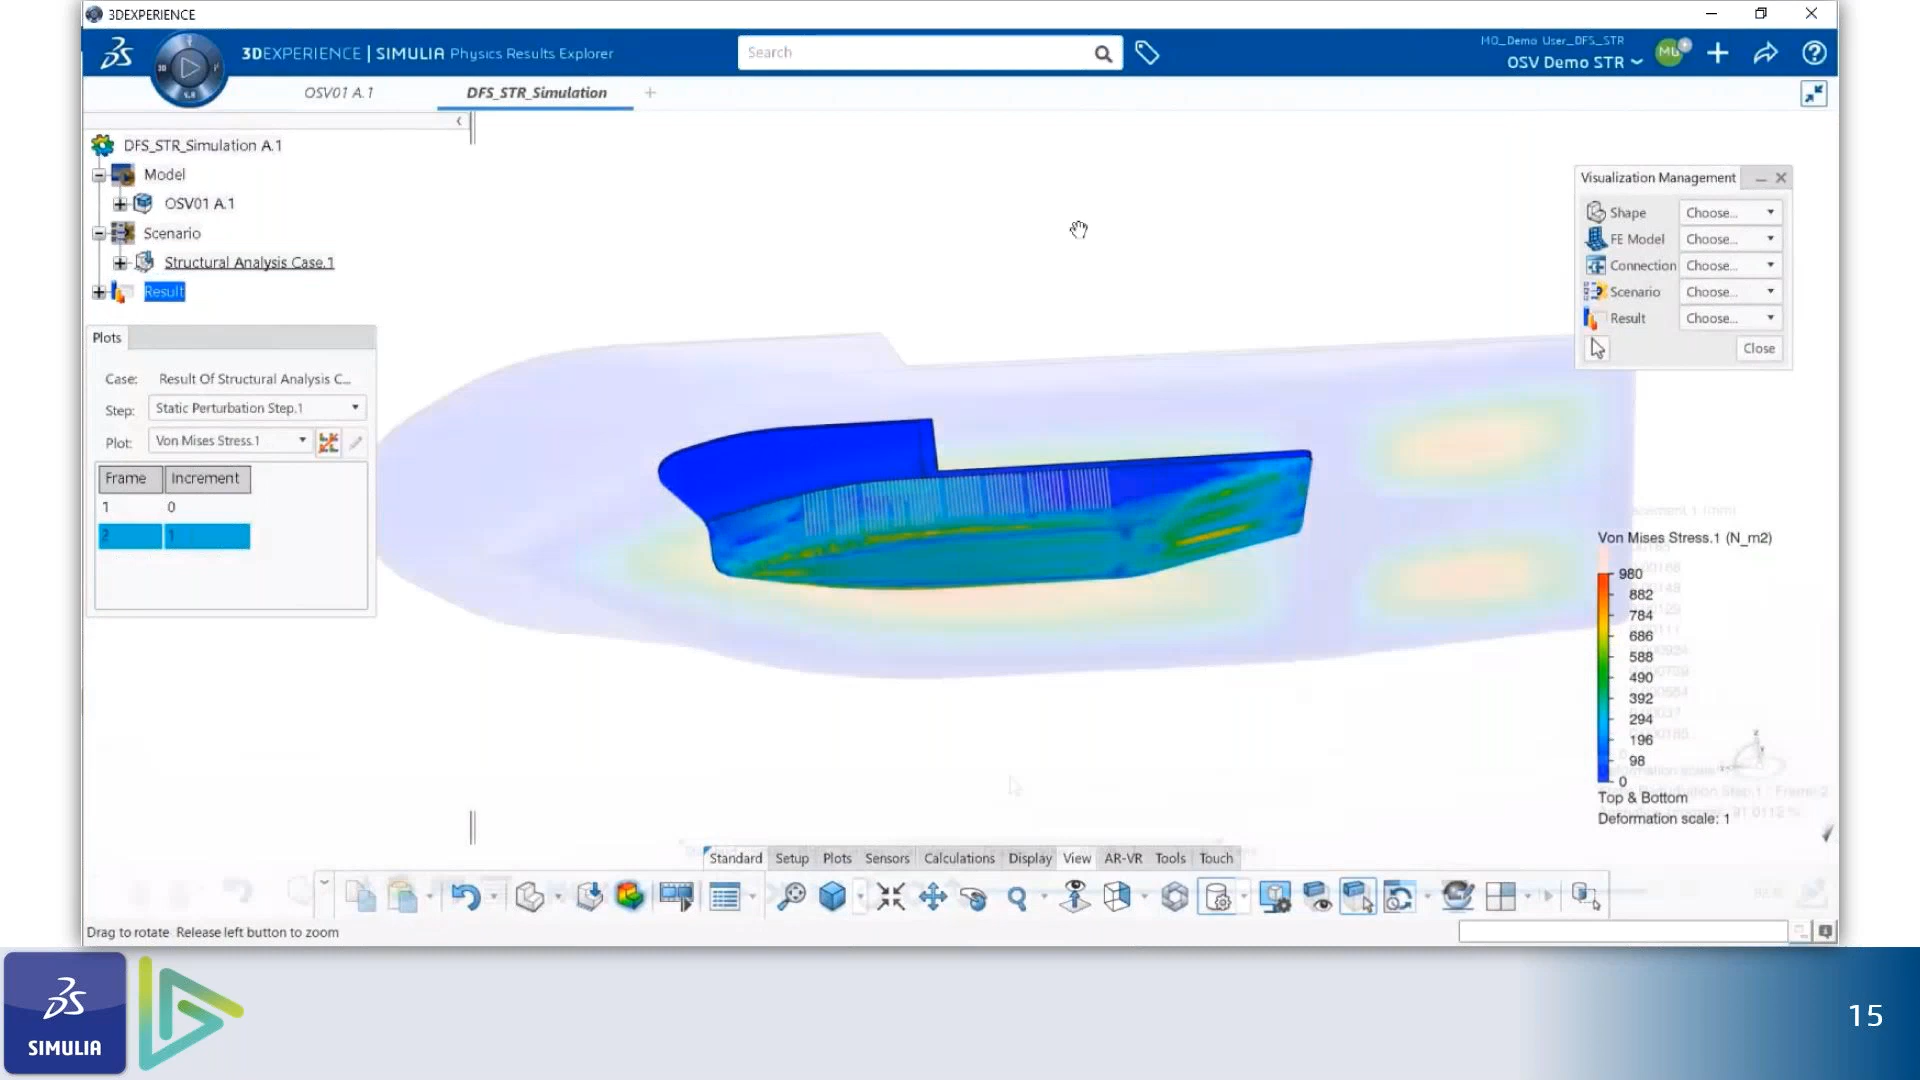 3DEXPERIENCE
3DEXPERIENCE | SIMULIA Physics Results Explorer
Search
MO_Demo User_DFS_STR
OSV Demo STR
OSV01 A.1
DFS_STR_Simulation
DFS_STR_Simulation A.1
Model
OSV01 A.1
Scenario
Structural Analysis Case.1
Result
Visualization Management
Shape Choose...
FE Model Choose...
Connection Choose...
Scenario Choose...
Result Choose...
Close
Plots
Case: Result Of Structural Analysis C...
Step: Static Perturbation Step.1
Plot: Von Mises Stress.1
Frame Increment
1 0
2 1
Von Mises Stress.1 (N_m2)
980
882
784
686
588
490
392
294
196
98
0
Top & Bottom
Deformation scale: 1
Standard Setup Plots Sensors Calculations Display View AR-VR Tools Touch
Drag to rotate Release left button to zoom
SIMULIA
15